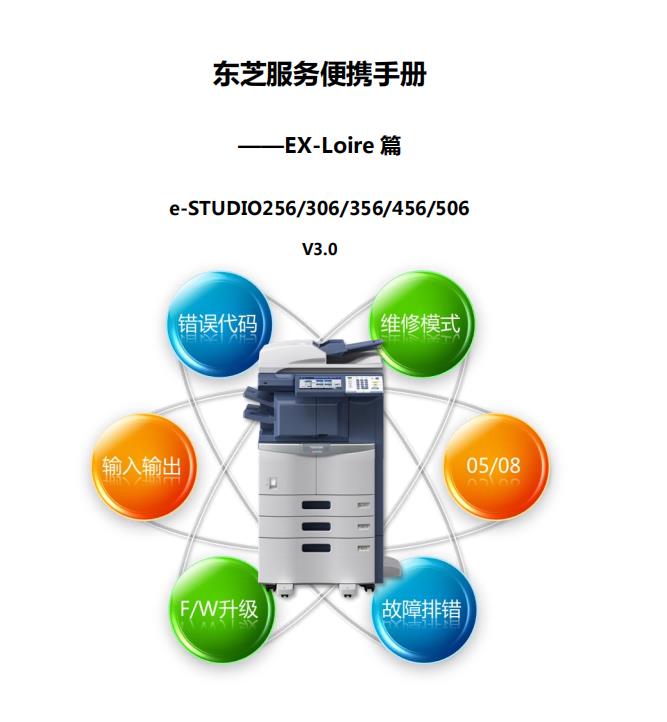 东芝服务便携手册
——EX-Loire 篇
e-STUDIO256/306/356/456/506
V3.0
错误代码
维修模式
输入输出
05/08
F/W升级
故障排错